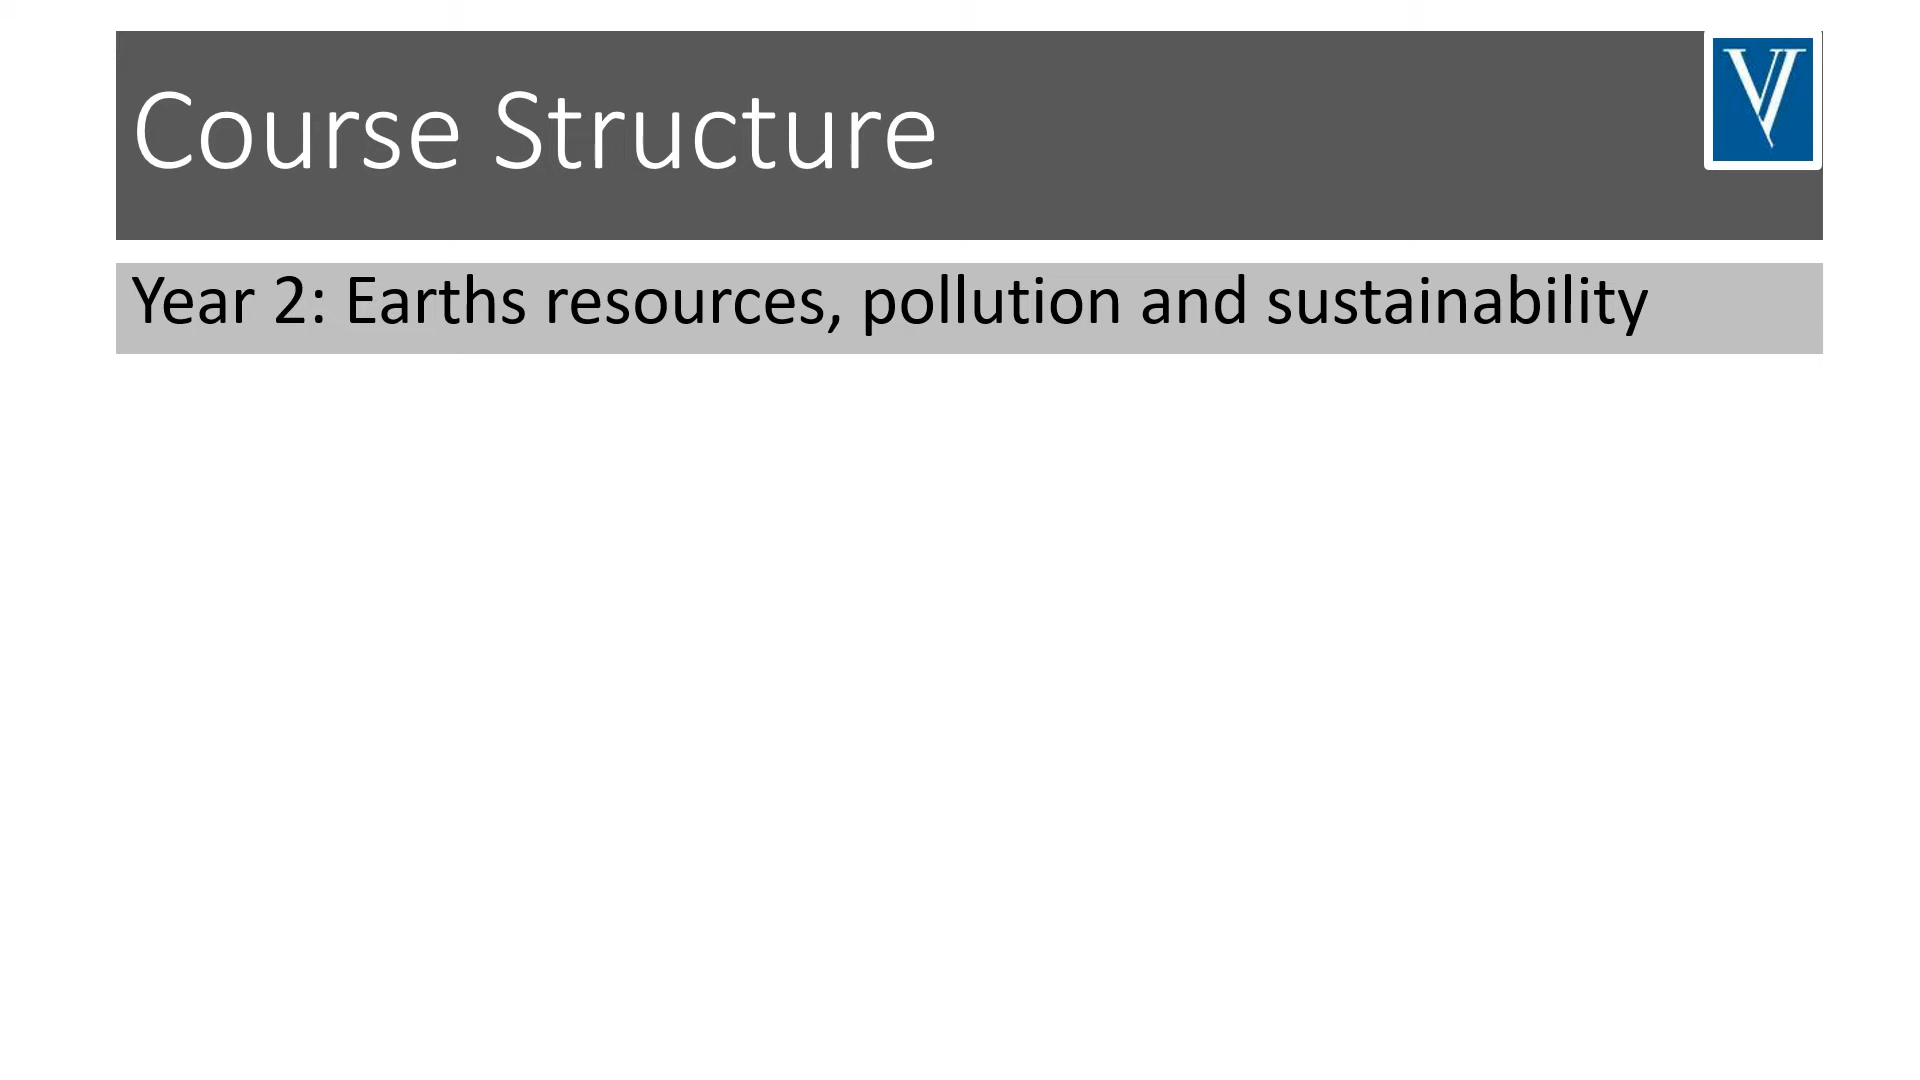 Course Structure
V
Year 2: Earths resources, pollution and sustainability